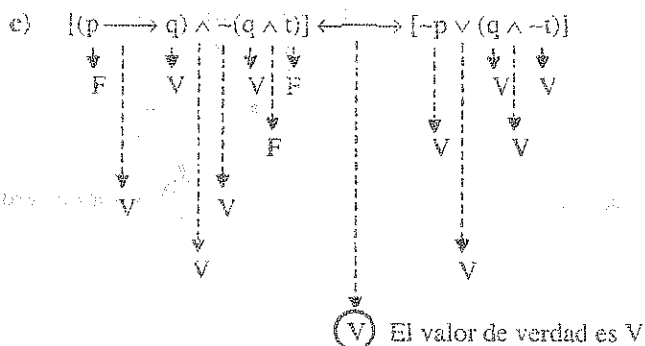 e) [(p ⟶ q) ∧ ~(q ∧ t)] ⟷ [~p ∨ (q ∧ ~t)]
F V V F V V
F V V
V V
V V
V El valor de verdad es V